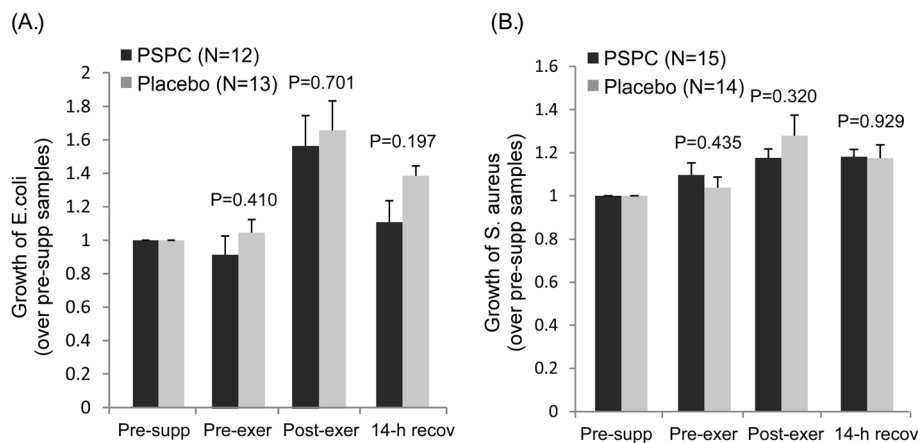 (A.)
PSPC (N=12)
Placebo (N=13)
P=0.701
P=0.197
P=0.410
Growth of E.coli
(over pre-supp samples)
2
1.8
1.6
1.4
1.2
1
0.8
0.6
0.4
0.2
0
Pre-supp Pre-exer Post-exer 14-h recov
(B.)
PSPC (N=15)
Placebo (N=14)
P=0.320
P=0.929
P=0.435
Growth of S. aureus
(over pre-supp samples)
1.6
1.4
1.2
1
0.8
0.6
0.4
0.2
0
Pre-supp Pre-exer Post-exer 14-h recov